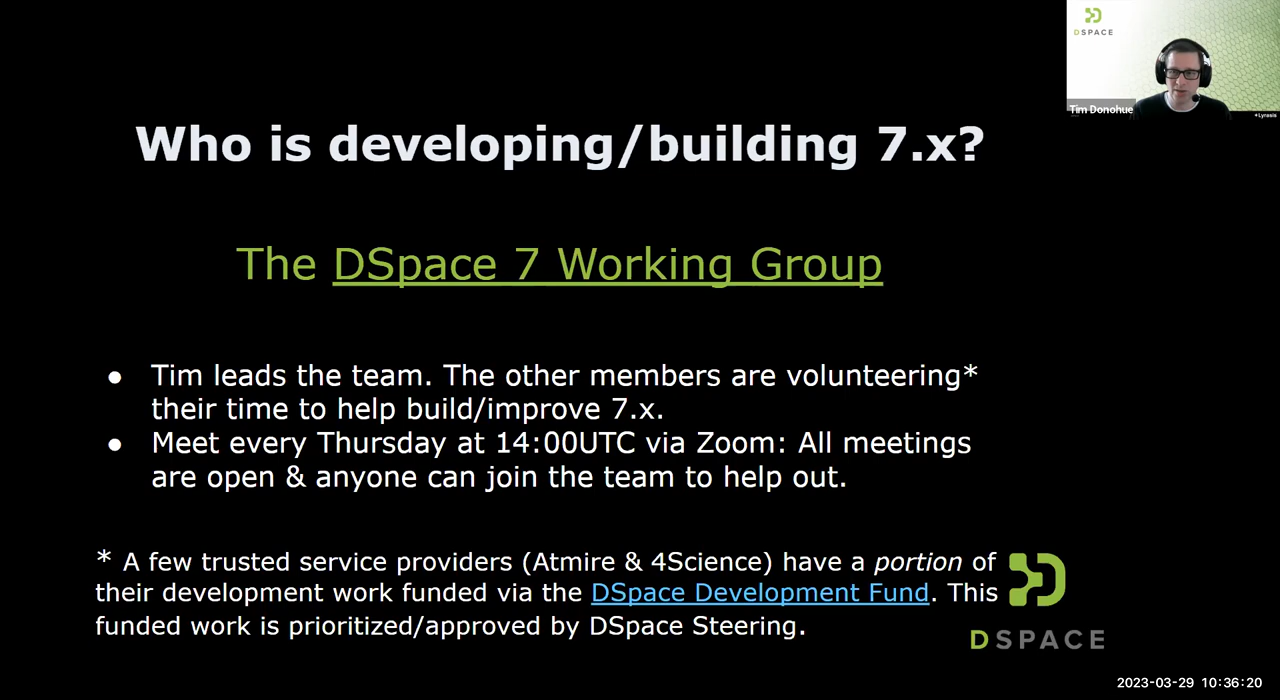 DSPACE
Tim Donohue
Lyrasis
Who is developing/building 7.x?
The DSpace 7 Working Group
● Tim leads the team. The other members are volunteering*
their time to help build/improve 7.x.
● Meet every Thursday at 14:00UTC via Zoom: All meetings
are open & anyone can join the team to help out.
* A few trusted service providers (Atmire & 4Science) have a portion of
their development work funded via the DSpace Development Fund. This
funded work is prioritized/approved by DSpace Steering.
DSPACE
2023-03-29 10:36:20